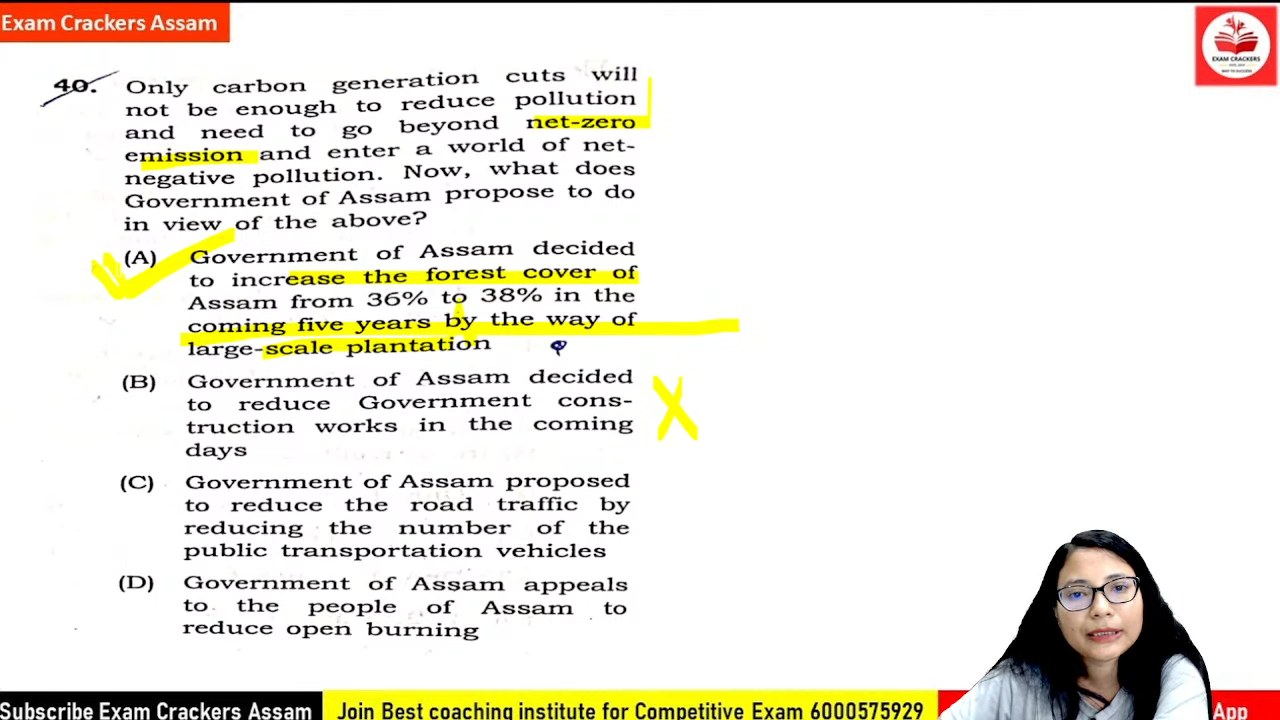 Exam Crackers Assam
EXAM CRACKERS
WAY TO SUCCESS
40. Only carbon generation cuts will
not be enough to reduce pollution
and need to go beyond net-zero
emission and enter a world of net-
negative pollution. Now, what does
Government of Assam propose to do
in view of the above?
(A) Government of Assam decided
to increase the forest cover of
Assam from 36% to 38% in the
coming five years by the way of
large-scale plantation
(B) Government of Assam decided
to reduce Government cons-
truction works in the coming
days
(C) Government of Assam proposed
to reduce the road traffic by
reducing the number of the
public transportation vehicles
(D) Government of Assam appeals
to the people of Assam to
reduce open burning
Subscribe Exam Crackers Assam
Join Best coaching institute for Competitive Exam 6000575929
App